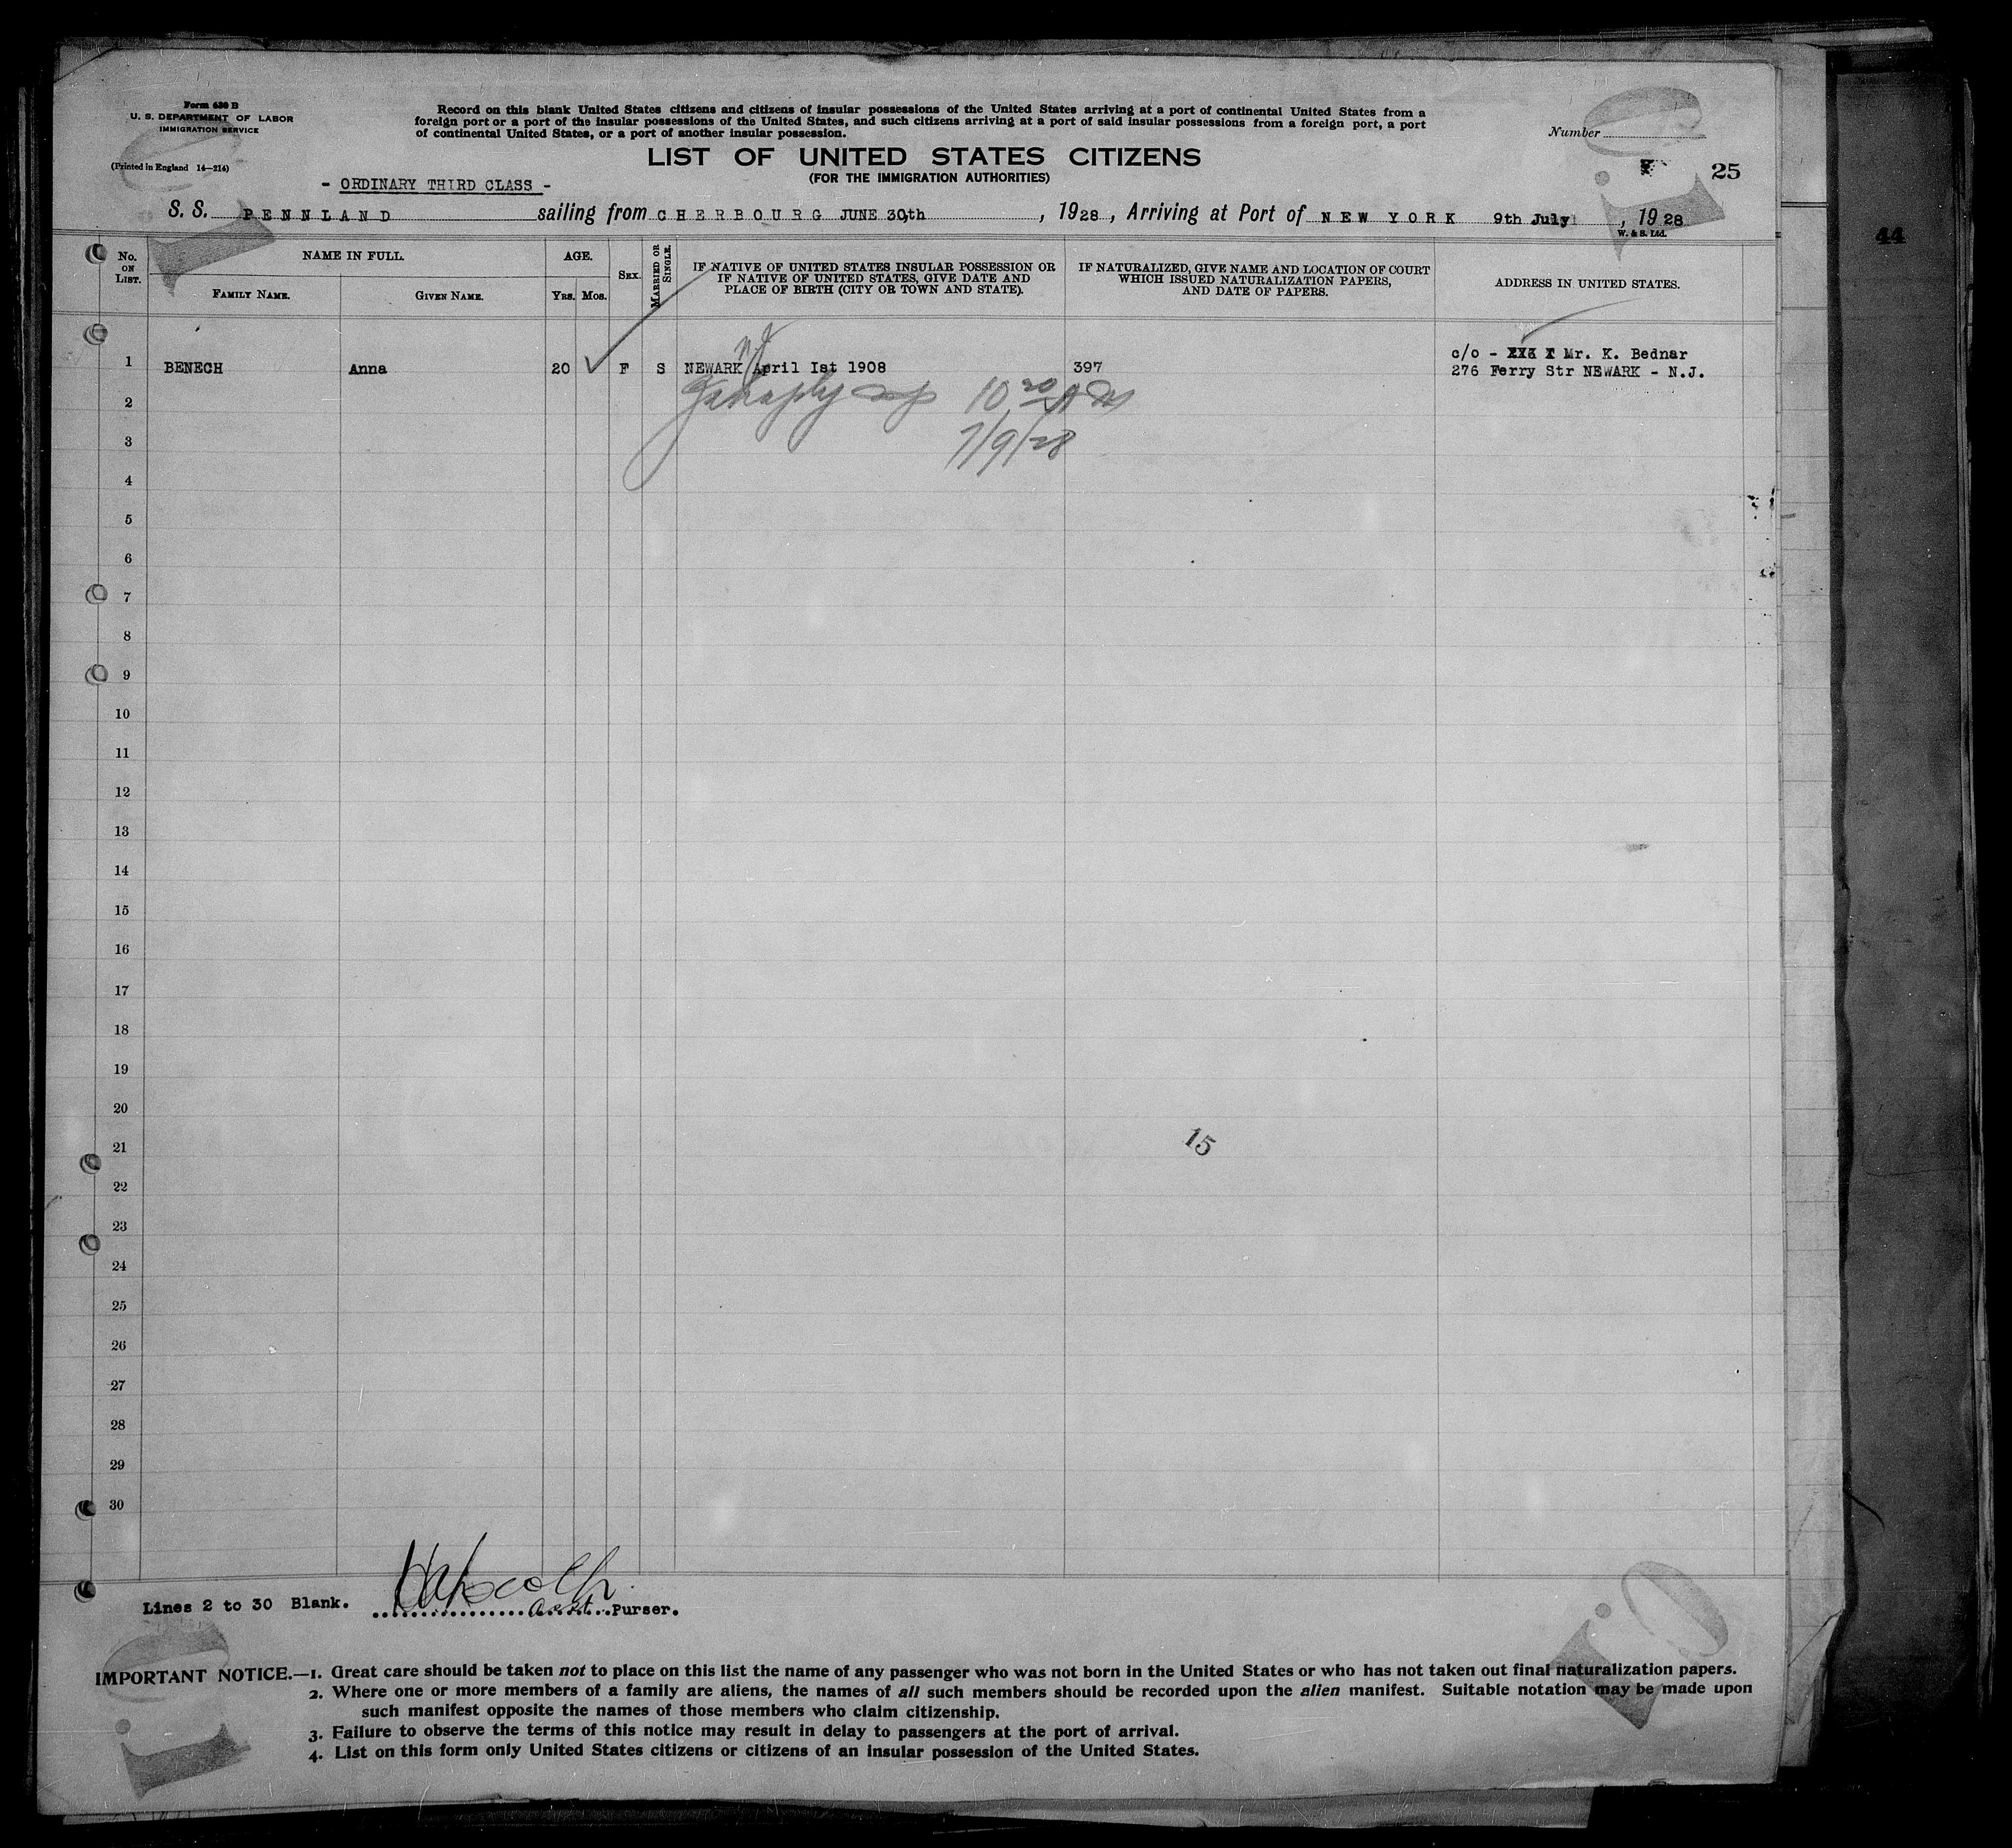 Form 630 B
U. S. DEPARTMENT OF LABOR
IMMIGRATION SERVICE
(Printed in England 14—214)
Record on this blank United States citizens and citizens of insular possessions of the United States arriving at a port of continental United States from a
foreign port or a port of the insular possessions of the United States, and such citizens arriving at a port of said insular possessions from a foreign port, a port
of continental United States, or a port of another insular possession.
Number
LIST OF UNITED STATES CITIZENS
(FOR THE IMMIGRATION AUTHORITIES)
25
- ORDINARY THIRD CLASS -
S. S. PENNLAND sailing from CHERBOURG JUNE 30,th , 1928 , Arriving at Port of NEW YORK 9th July , 1928
W. & S. Ltd.
44
No. ON LIST.
NAME IN FULL.
FAMILY NAME.
GIVEN NAME.
AGE.
YRS. MOS.
SEX.
MARRIED OR SINGLE.
IF NATIVE OF UNITED STATES INSULAR POSSESSION OR
IF NATIVE OF UNITED STATES, GIVE DATE AND
PLACE OF BIRTH (CITY OR TOWN AND STATE).
IF NATURALIZED, GIVE NAME AND LOCATION OF COURT
WHICH ISSUED NATURALIZATION PAPERS,
AND DATE OF PAPERS.
ADDRESS IN UNITED STATES.
NJ
c/o - Mr. K. Bednar
1 BENECH Anna 20 F S NEWARK April Ist 1908 397
276 Ferry Str NEWARK - N.J.
2
10 20 AM
3
7/9/28
4
5
6
7
8
9
10
11
12
13
14
15
16
17
18
19
20
21
15
22
23
24
25
26
27
28
29
30
Lines 2 to 30 Blank. Asst. Purser.
IMPORTANT NOTICE.—1. Great care should be taken not to place on this list the name of any passenger who was not born in the United States or who has not taken out final naturalization papers.
2. Where one or more members of a family are aliens, the names of all such members should be recorded upon the alien manifest. Suitable notation may be made upon
such manifest opposite the names of those members who claim citizenship.
3. Failure to observe the terms of this notice may result in delay to passengers at the port of arrival.
4. List on this form only United States citizens or citizens of an insular possession of the United States.